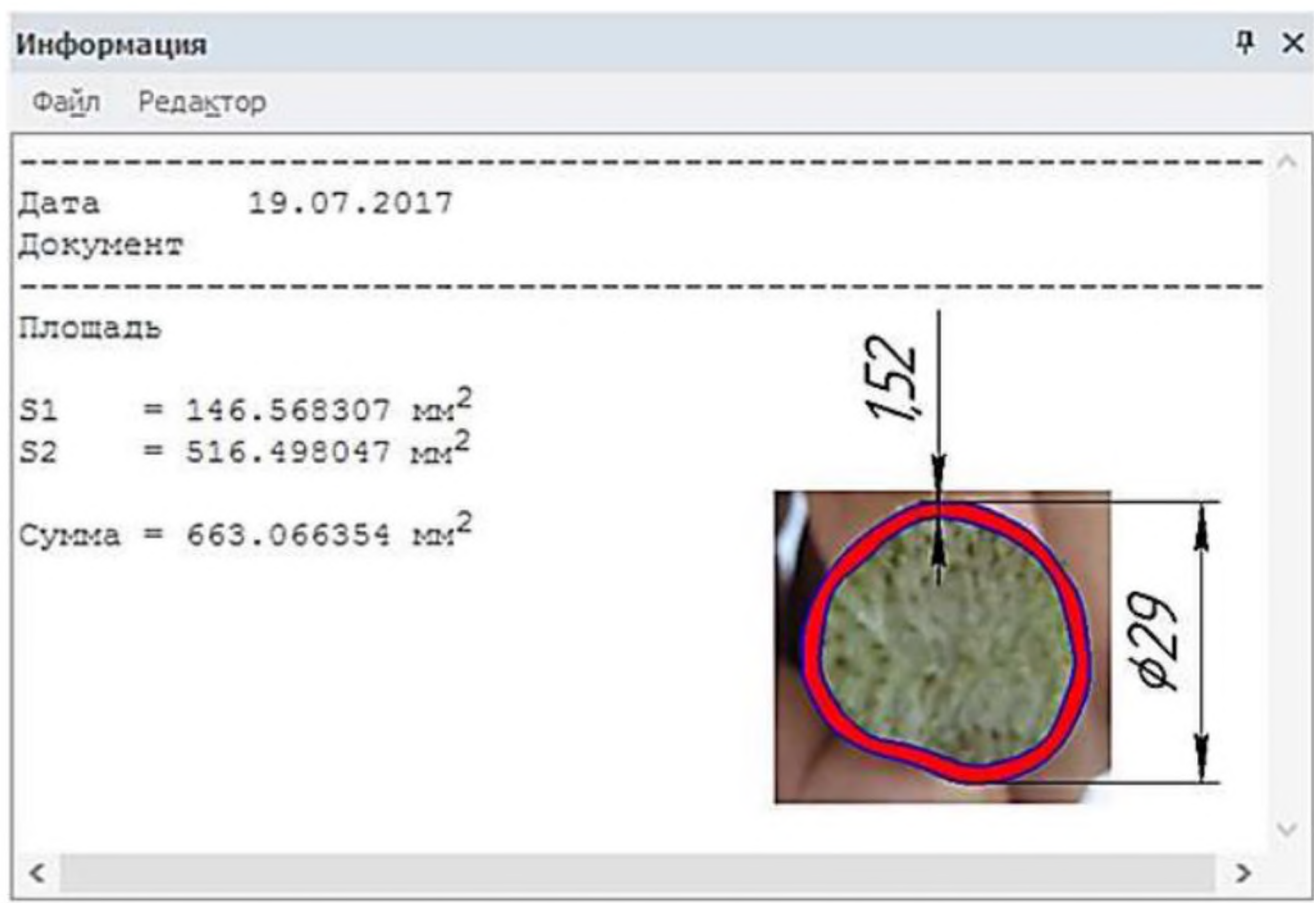 Информация
Файл Редактор
Дата 19.07.2017
Документ
Площадь
S1 = 146.568307 мм²
S2 = 516.498047 мм²
Сумма = 663.066354 мм²
1,52
ϕ29